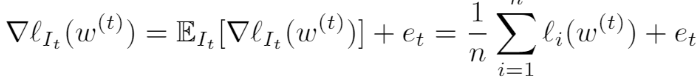 ∇ℓ_{I_t}(w^{(t)}) = 𝔼_{I_t}[∇ℓ_{I_t}(w^{(t)})] + e_t = \frac{1}{n} \sum_{i=1}^{n} ℓ_i(w^{(t)}) + e_t